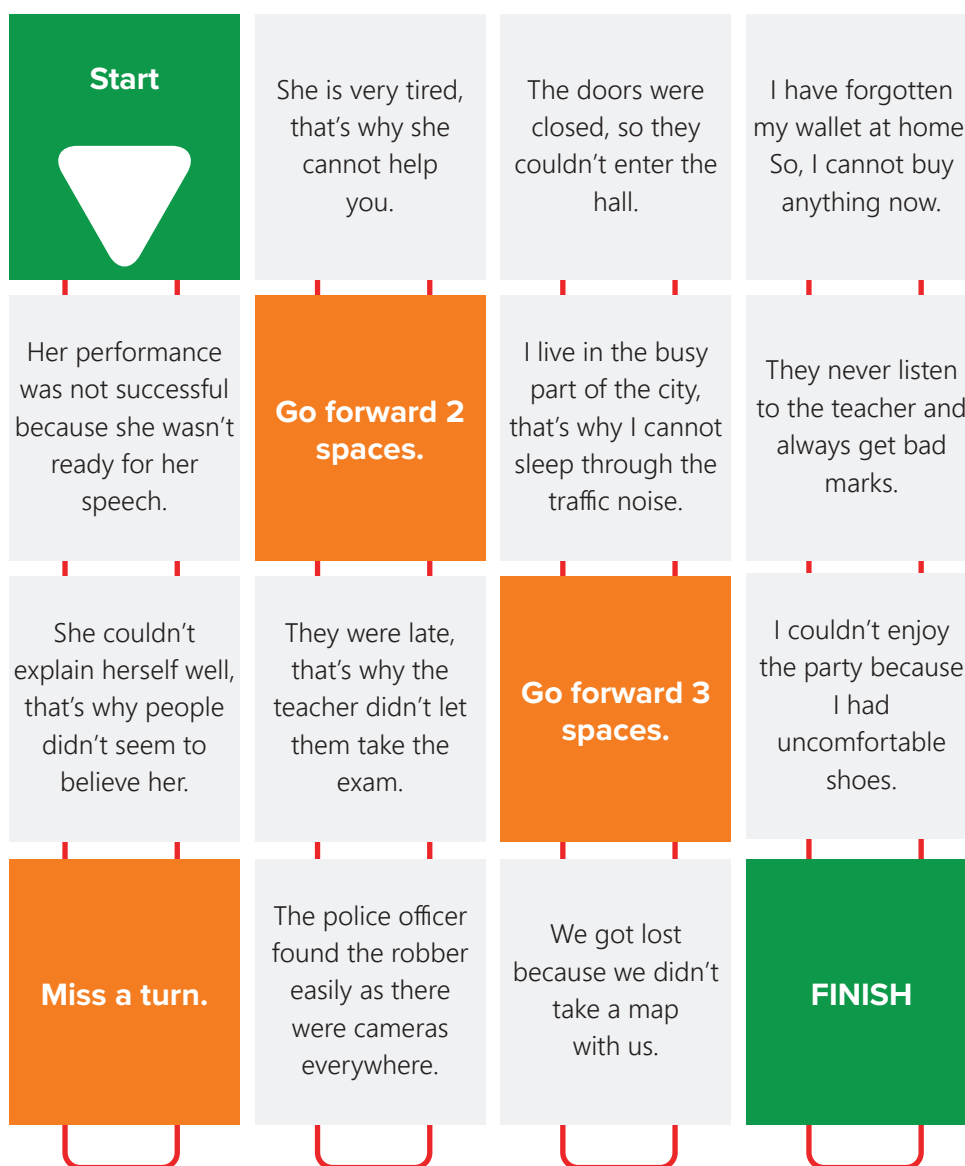 Start
She is very tired,
that's why she
cannot help
you.
The doors were
closed, so they
couldn't enter the
hall.
I have forgotten
my wallet at home
So, I cannot buy
anything now.
Her performance
was not successful
because she wasn't
ready for her
speech.
Go forward 2
spaces.
I live in the busy
part of the city,
that's why I cannot
sleep through the
traffic noise.
They never listen
to the teacher and
always get bad
marks.
She couldn't
explain herself well,
that's why people
didn't seem to
believe her.
They were late,
that's why the
teacher didn't let
them take the
exam.
Go forward 3
spaces.
I couldn't enjoy
the party because
I had
uncomfortable
shoes.
Miss a turn.
The police officer
found the robber
easily as there
were cameras
everywhere.
We got lost
because we didn't
take a map
with us.
FINISH